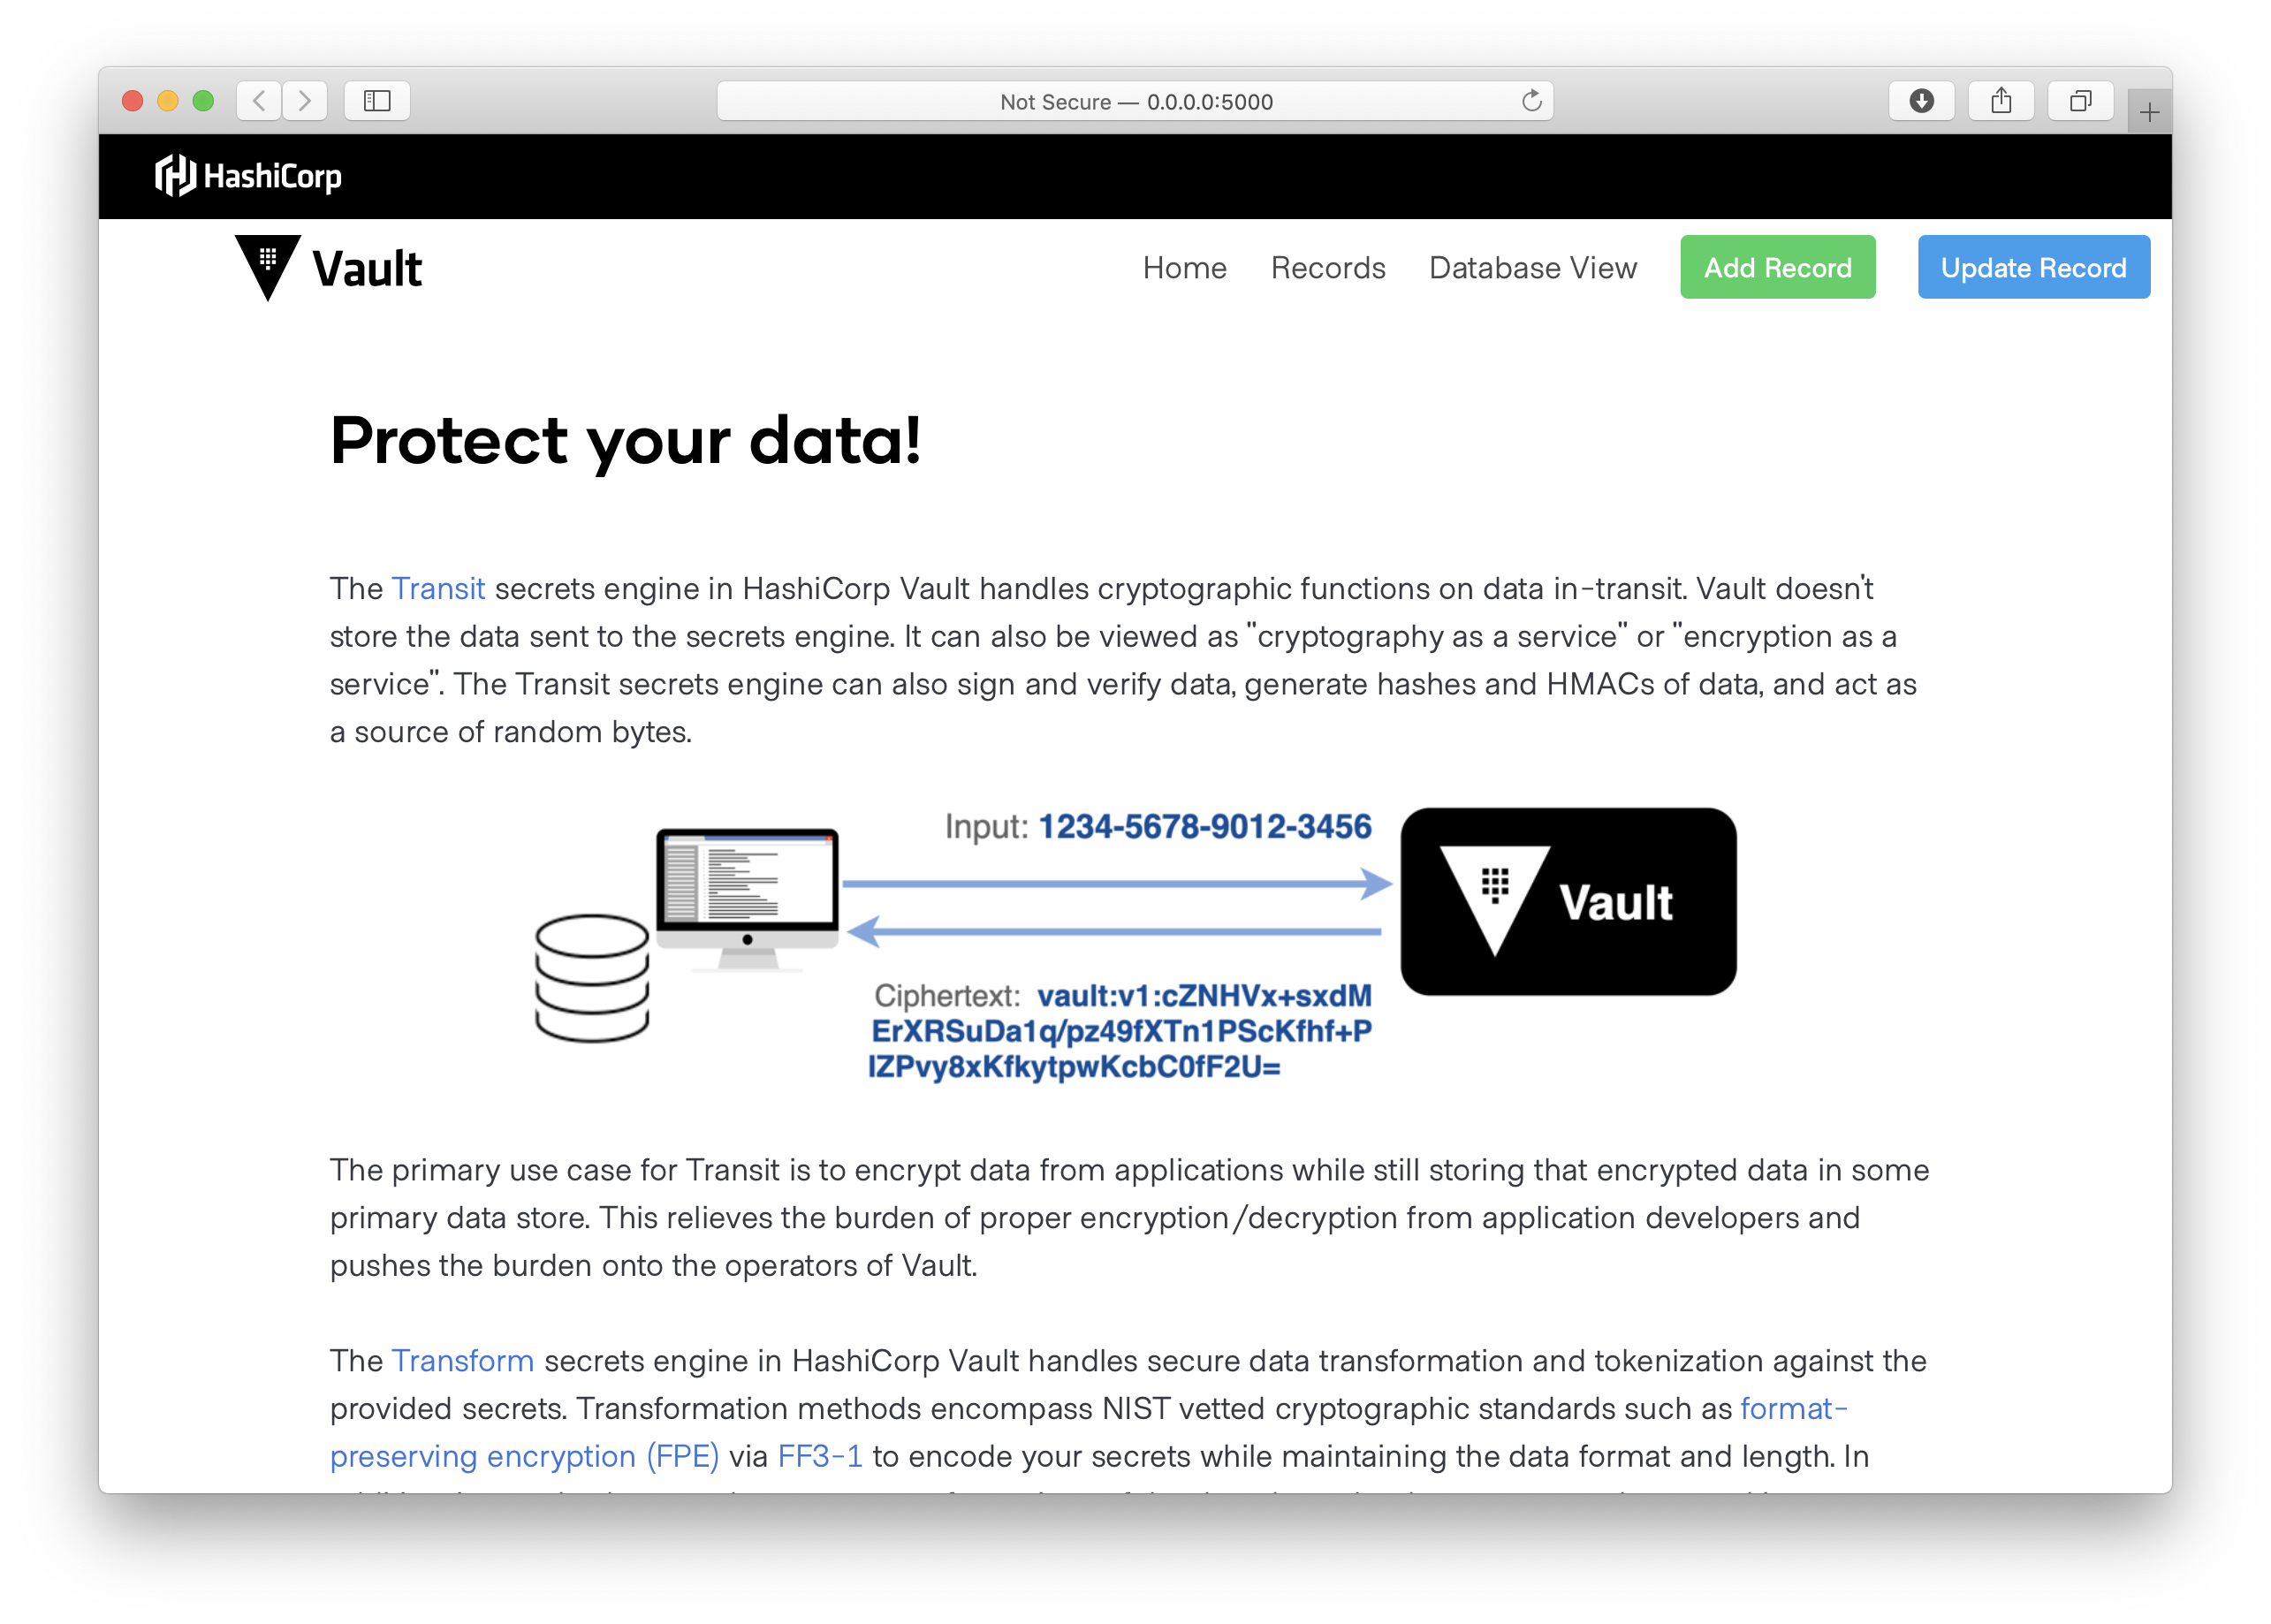 Not Secure — 0.0.0.0:5000
HashiCorp
Vault
Home Records Database View Add Record Update Record
Protect your data!
The Transit secrets engine in HashiCorp Vault handles cryptographic functions on data in-transit. Vault doesn't
store the data sent to the secrets engine. It can also be viewed as "cryptography as a service" or "encryption as a
service". The Transit secrets engine can also sign and verify data, generate hashes and HMACs of data, and act as
a source of random bytes.
Input: 1234-5678-9012-3456
Vault
Ciphertext: vault:v1:cZNHVx+sxdM
ErXRSuDa1q/pz49fXTn1PScKfhf+P
IZPvy8xKfkytpwKcbC0fF2U=
The primary use case for Transit is to encrypt data from applications while still storing that encrypted data in some
primary data store. This relieves the burden of proper encryption/decryption from application developers and
pushes the burden onto the operators of Vault.
The Transform secrets engine in HashiCorp Vault handles secure data transformation and tokenization against the
provided secrets. Transformation methods encompass NIST vetted cryptographic standards such as format-
preserving encryption (FPE) via FF3-1 to encode your secrets while maintaining the data format and length. In